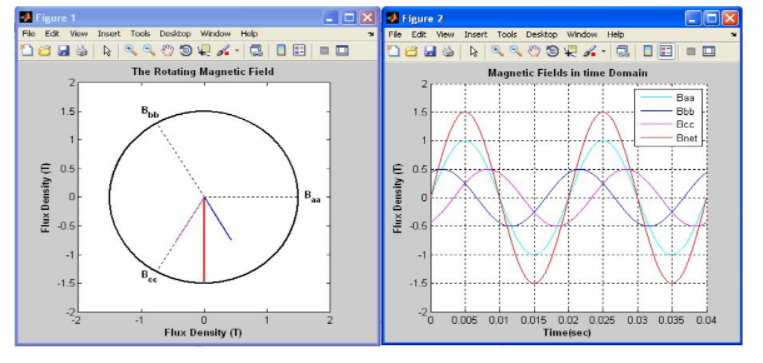 Figure 1
File Edit View Insert Tools Desktop Window Help
The Rotating Magnetic Field
2
1.5
1
0.5
0
-0.5
-1
-1.5
-2
Flux Density (T)
Bbb
Baa
Bcc
-2 -1 0 1 2
Flux Density (T)
Figure 2
File Edit View Insert Tools Desktop Window Help
Magnetic Fields in time Domain
2
1.5
1
0.5
0
-0.5
-1
-1.5
-2
Flux Density (T)
Baa
Bbb
Bcc
Bnet
0 0.005 0.01 0.015 0.02 0.025 0.03 0.035 0.04
Time(sec)